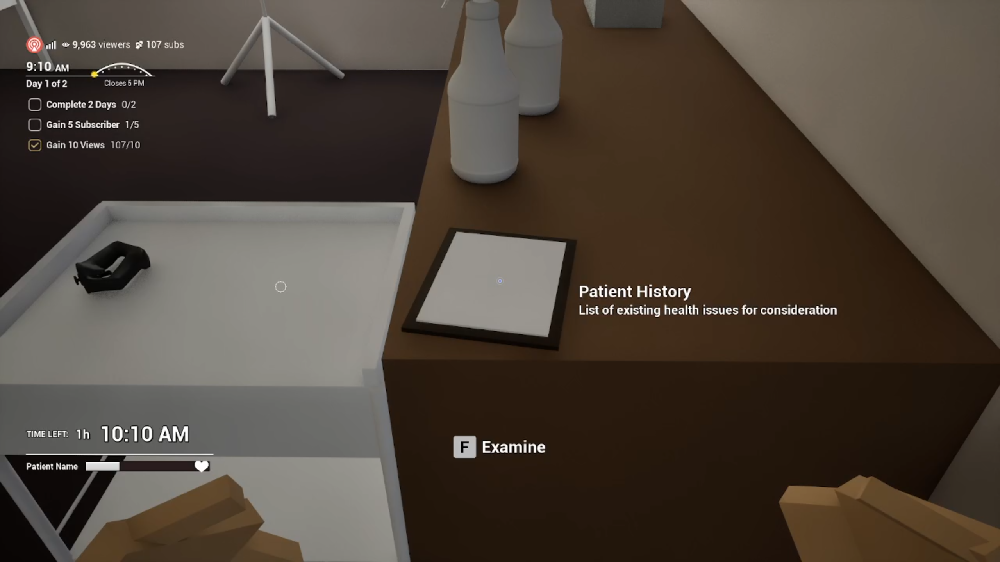 9,963 viewers 107 subs
9:10 AM
Day 1 of 2
Closes 5 PM
Complete 2 Days 0/2
Gain 5 Subscriber 1/5
Gain 10 Views 107/10
Patient History
List of existing health issues for consideration
TIME LEFT: 1h 10:10 AM
F Examine
Patient Name